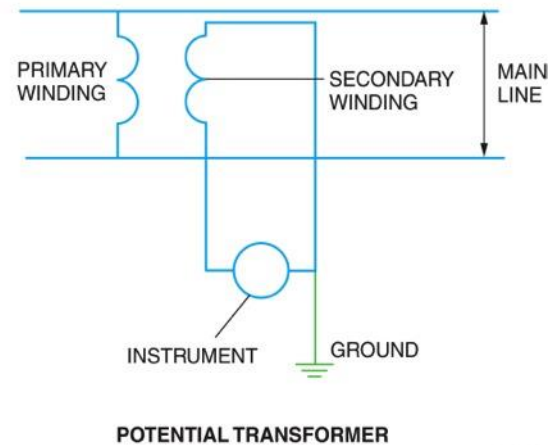 PRIMARY
WINDING
SECONDARY
WINDING
MAIN
LINE
INSTRUMENT
GROUND
POTENTIAL TRANSFORMER